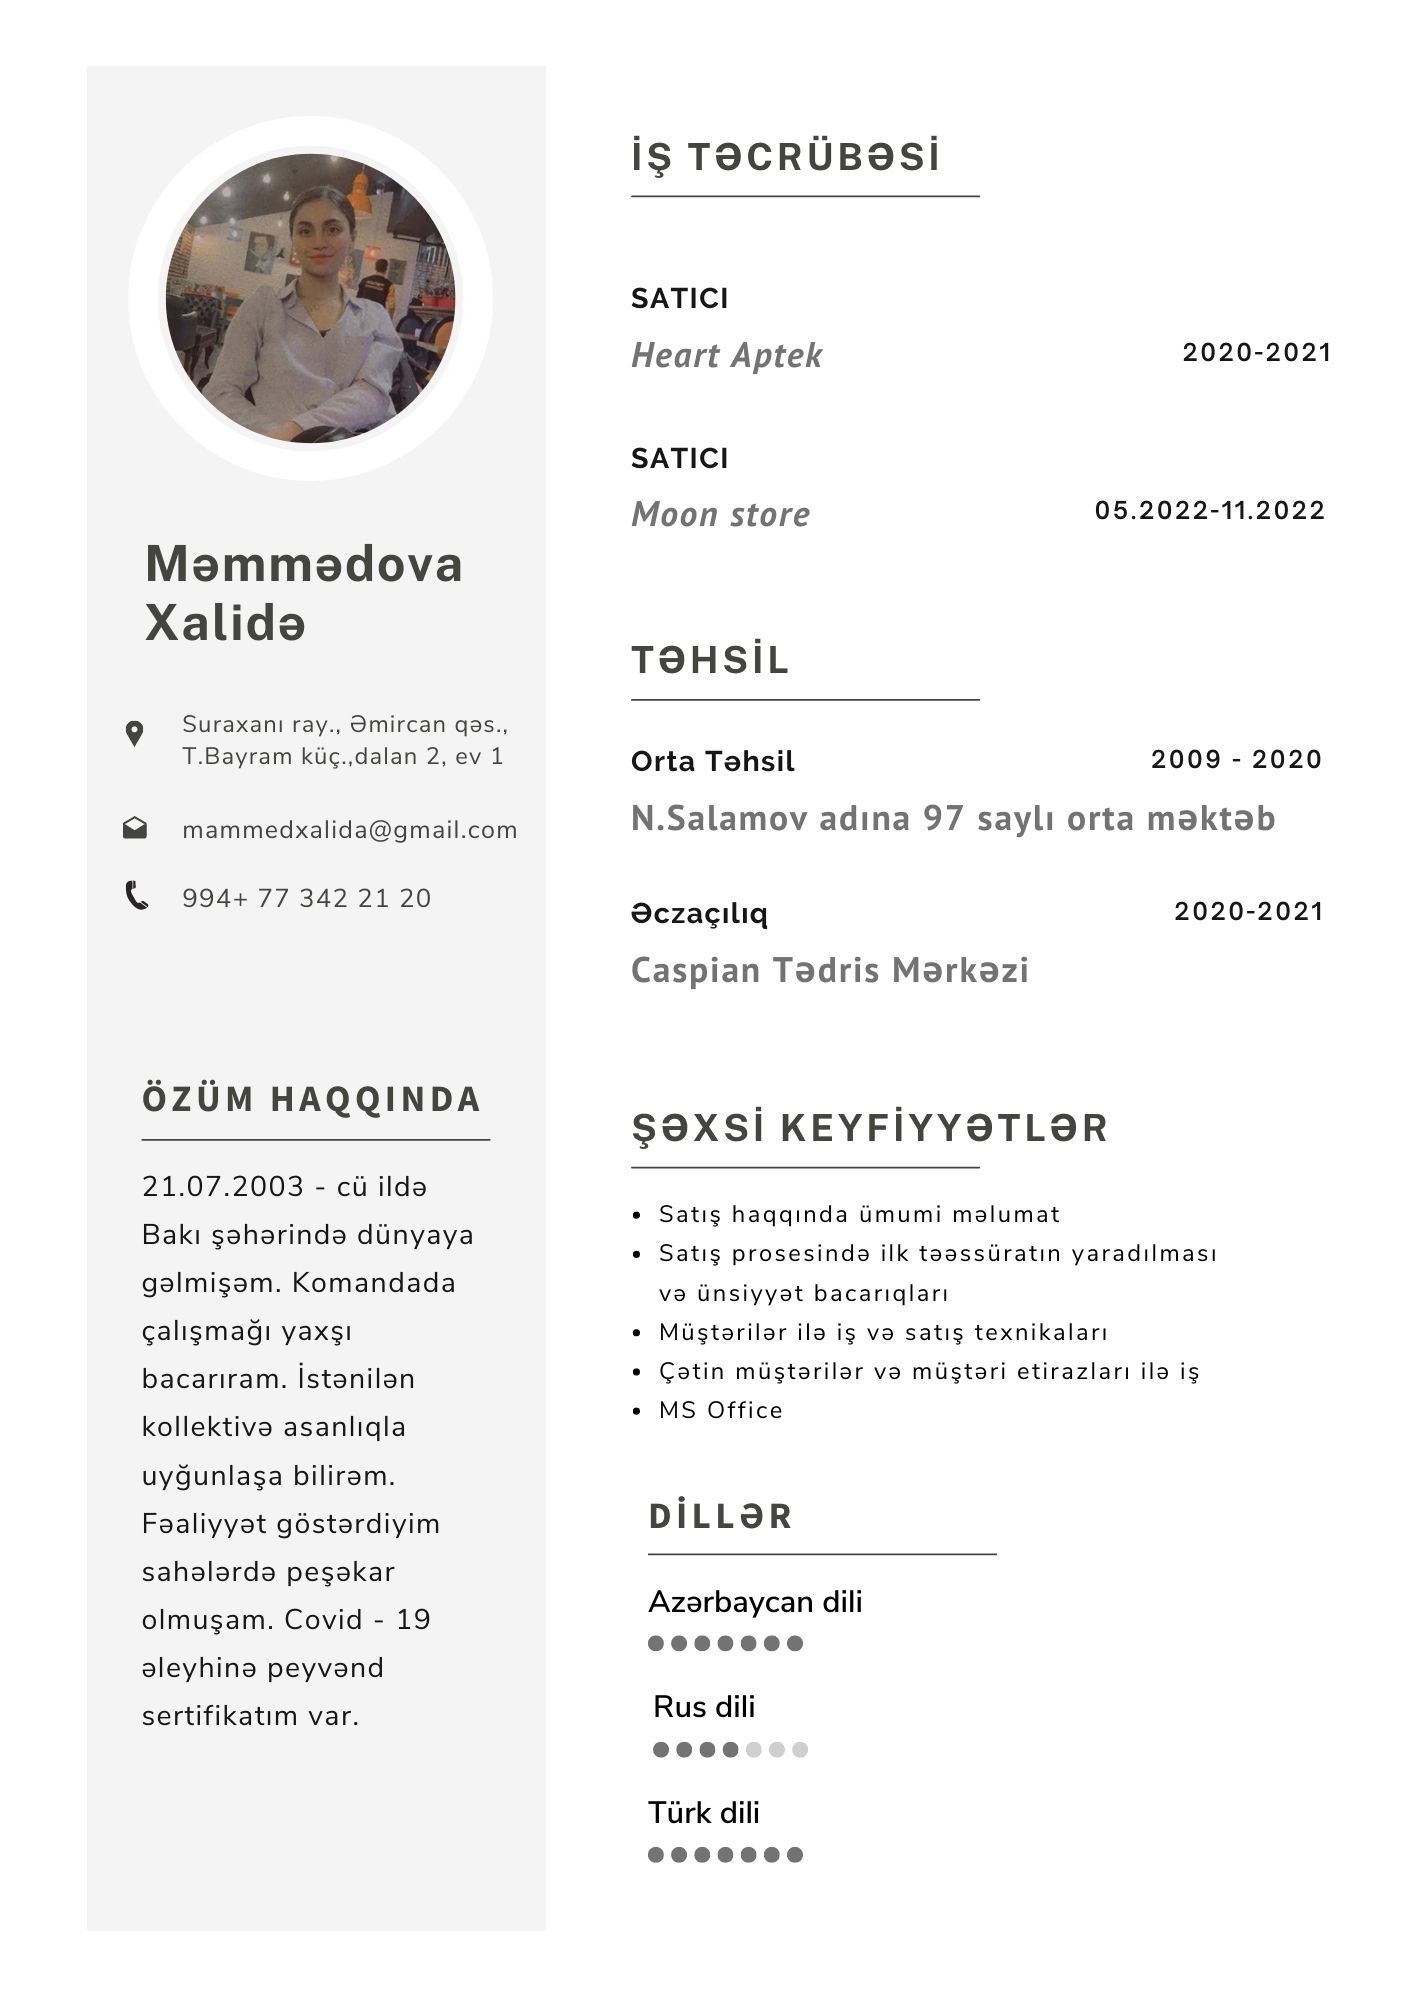 Məmmədova
Xalidə
Suraxanı ray., Əmircan qəs.,
T.Bayram küç.,dalan 2, ev 1
mammedxalida@gmail.com
994+ 77 342 21 20
ÖZÜM HAQQINDA
21.07.2003 - cü ildə
Bakı şəhərində dünyaya
gəlmişəm. Komandada
çalışmağı yaxşı
bacarıram. İstənilən
kollektivə asanlıqla
uyğunlaşa bilirəm.
Fəaliyyət göstərdiyim
sahələrdə peşəkar
olmuşam. Covid - 19
əleyhinə peyvənd
sertifikatım var.
İŞ TƏCRÜBƏSİ
SATICI
Heart Aptek 2020-2021
SATICI
Moon store 05.2022-11.2022
TƏHSİL
Orta Təhsil 2009 - 2020
N.Salamov adına 97 saylı orta məktəb
Əczaçılıq 2020-2021
Caspian Tədris Mərkəzi
ŞƏXSİ KEYFİYYƏTLƏR
• Satış haqqında ümumi məlumat
• Satış prosesində ilk təəssüratın yaradılması
və ünsiyyət bacarıqları
• Müştərilər ilə iş və satış texnikaları
• Çətin müştərilər və müştəri etirazları ilə iş
• MS Office
DİLLƏR
Azərbaycan dili
Rus dili
Türk dili